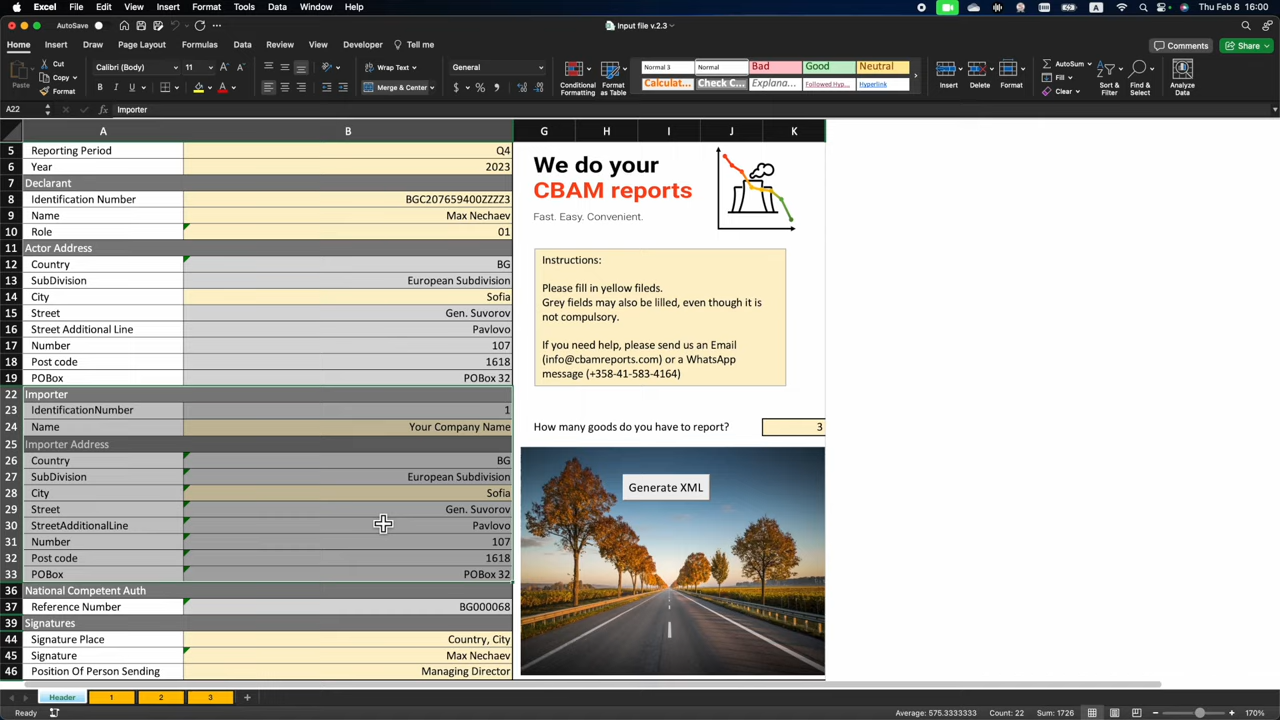 Excel File Edit View Insert Format Tools Data Window Help A Thu Feb 8 16:00
AutoSave Input file v.2.3
Home Insert Draw Page Layout Formulas Data Review View Developer Tell me Comments Share
Paste Cut Copy Format
Calibri (Body) 11 Wrap Text General
Merge & Center
Conditional Formatting Format as Table
Normal 3 Normal Bad Good Neutral
Calculat... Check C... Explana... Followed Hyp... Hyperlink
Insert Delete Format AutoSum Fill Clear Sort & Filter Find & Select Analyze Data
A22 fx Importer
A B G H I J K
5 Reporting Period Q4
6 Year 2023
7 Declarant
8 Identification Number BGC207659400ZZZZ3
9 Name Max Nechaev
10 Role 01
11 Actor Address
12 Country BG
13 SubDivision European Subdivision
14 City Sofia
15 Street Gen. Suvorov
16 Street Additional Line Pavlovo
17 Number 107
18 Post code 1618
19 POBox POBox 32
22 Importer
23 IdentificationNumber 1
24 Name Your Company Name
25 Importer Address
26 Country BG
27 SubDivision European Subdivision
28 City Sofia
29 Street Gen. Suvorov
30 StreetAdditionalLine Pavlovo
31 Number 107
32 Post code 1618
33 POBox POBox 32
36 National Competent Auth
37 Reference Number BG000068
39 Signatures
44 Signature Place Country, City
45 Signature Max Nechaev
46 Position Of Person Sending Managing Director
We do your
CBAM reports
Fast. Easy. Convenient.
Instructions:
Please fill in yellow fileds.
Grey fields may also be lilled, even though it is
not compulsory.
If you need help, please send us an Email
(info@cbamreports.com) or a WhatsApp
message (+358-41-583-4164)
How many goods do you have to report? 3
Generate XML
Header 1 2 3 +
Ready Average: 575.3333333 Count: 22 Sum: 1726 170%